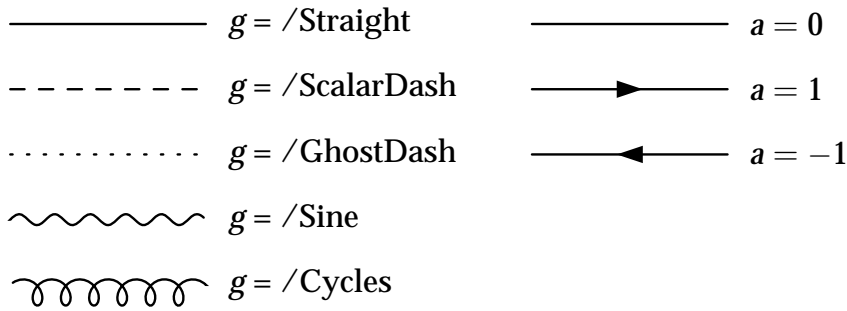 g = /Straight a = 0
g = /ScalarDash a = 1
g = /GhostDash a = −1
g = /Sine
g = /Cycles